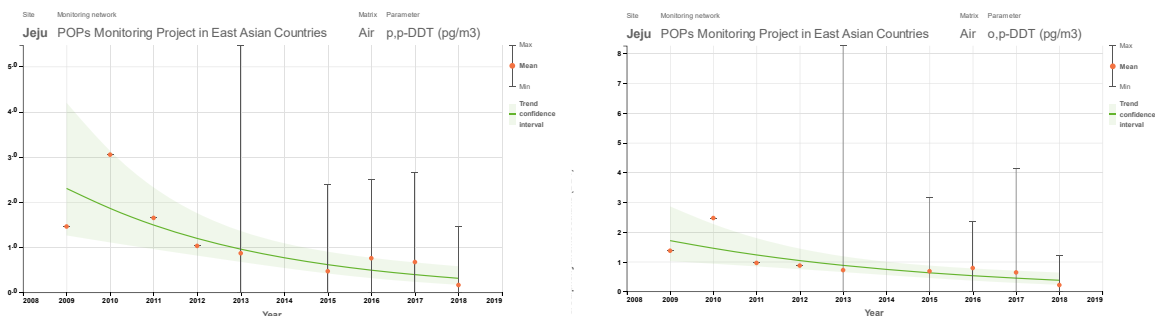 Site Monitoring network Matrix Parameter
Jeju POPs Monitoring Project in East Asian Countries Air p,p-DDT (pg/m3)
Max
Mean
Min
Trend
confidence
interval
5.0
4.0
3.0
2.0
1.0
0.0
2008 2009 2010 2011 2012 2013 2014 2015 2016 2017 2018 2019
Year
Site Monitoring network Matrix Parameter
Jeju POPs Monitoring Project in East Asian Countries Air o,p-DDT (pg/m3)
Max
Mean
Min
Trend
confidence
interval
8
7
6
5
4
3
2
1
0
2008 2009 2010 2011 2012 2013 2014 2015 2016 2017 2018 2019
Year